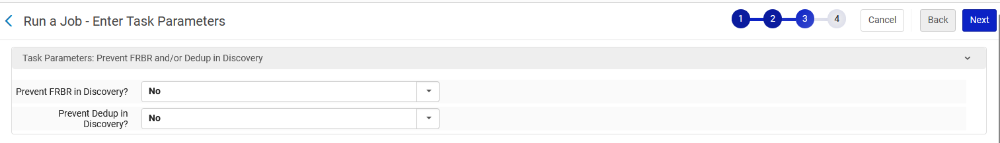 Run a Job - Enter Task Parameters
1 2 3 4
Cancel
Back
Next
Task Parameters: Prevent FRBR and/or Dedup in Discovery
Prevent FRBR in Discovery? No
Prevent Dedup in
Discovery? No